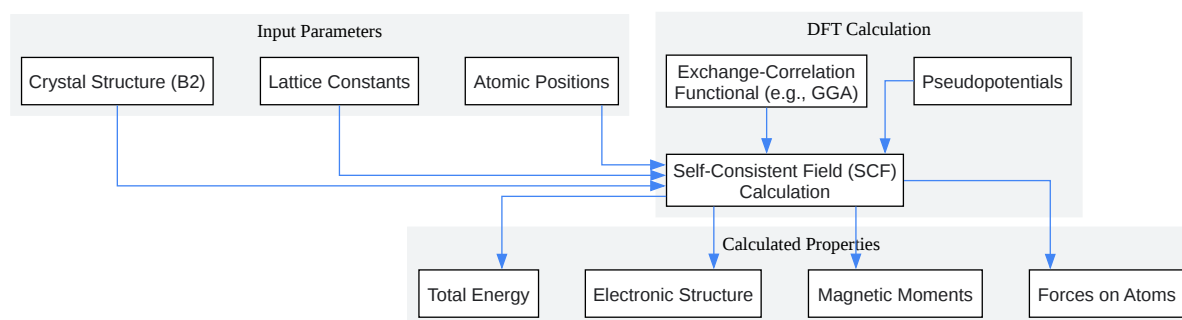 Input Parameters
DFT Calculation
Crystal Structure (B2)
Lattice Constants
Atomic Positions
Exchange-Correlation
Functional (e.g., GGA)
Pseudopotentials
Self-Consistent Field (SCF)
Calculation
Calculated Properties
Total Energy
Electronic Structure
Magnetic Moments
Forces on Atoms